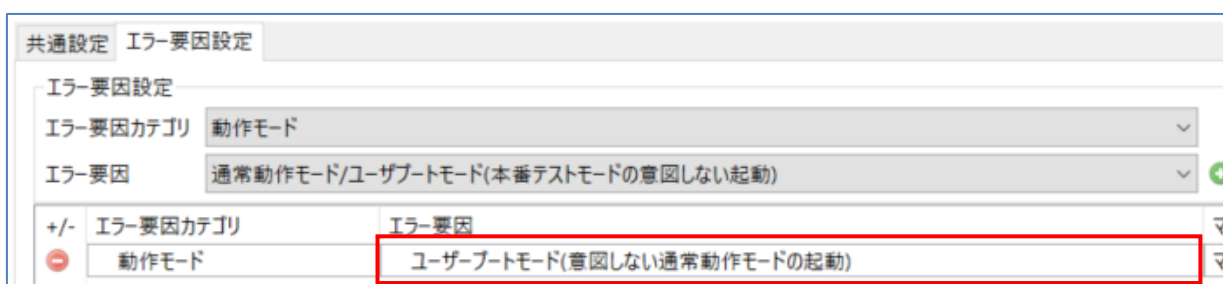 共通設定 エラー要因設定
エラー要因設定
エラー要因カテゴリ 動作モード
エラー要因 通常動作モード/ユーザブートモード(本番テストモードの意図しない起動)
+/- エラー要因カテゴリ エラー要因
動作モード ユーザーブートモード(意図しない通常動作モードの起動)